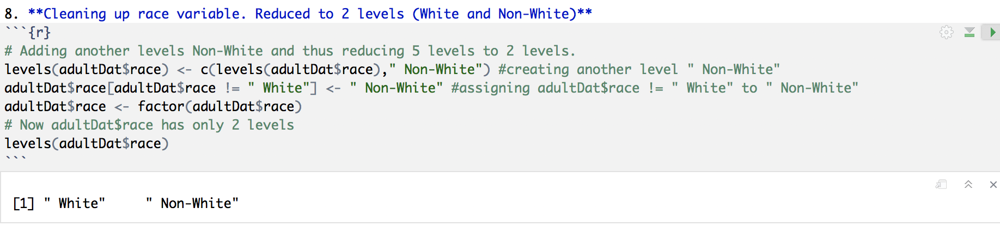 8. **Cleaning up race variable. Reduced to 2 levels (White and Non-White)**
```{r}
# Adding another levels Non-White and thus reducing 5 levels to 2 levels.
levels(adultDat$race) <- c(levels(adultDat$race)," Non-White") #creating another level " Non-White"
adultDat$race[adultDat$race != " White"] <- " Non-White" #assigning adultDat$race != " White" to " Non-White"
adultDat$race <- factor(adultDat$race)
# Now adultDat$race has only 2 levels
levels(adultDat$race)
```
[1] " White"     " Non-White"